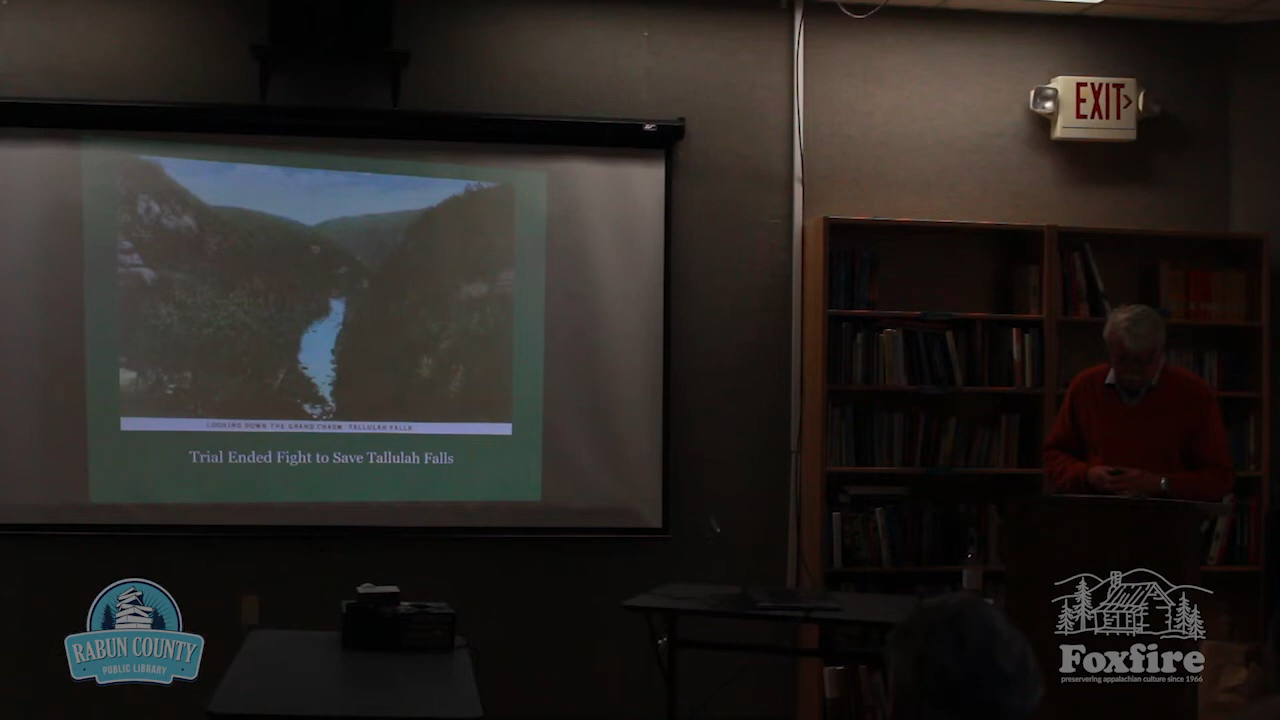 EXIT>
LOOKING DOWN THE GRAND CHASM TALLULAH FALLS
Trial Ended Fight to Save Tallulah Falls
RABUN COUNTY
PUBLIC LIBRARY
Foxfire
preserving appalachian culture since 1966